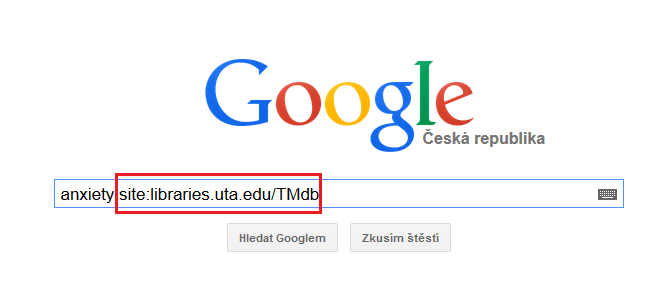 Google
Česká republika
anxiety site:libraries.uta.edu/TMdb
Hledat Googlem
Zkusím štěstí